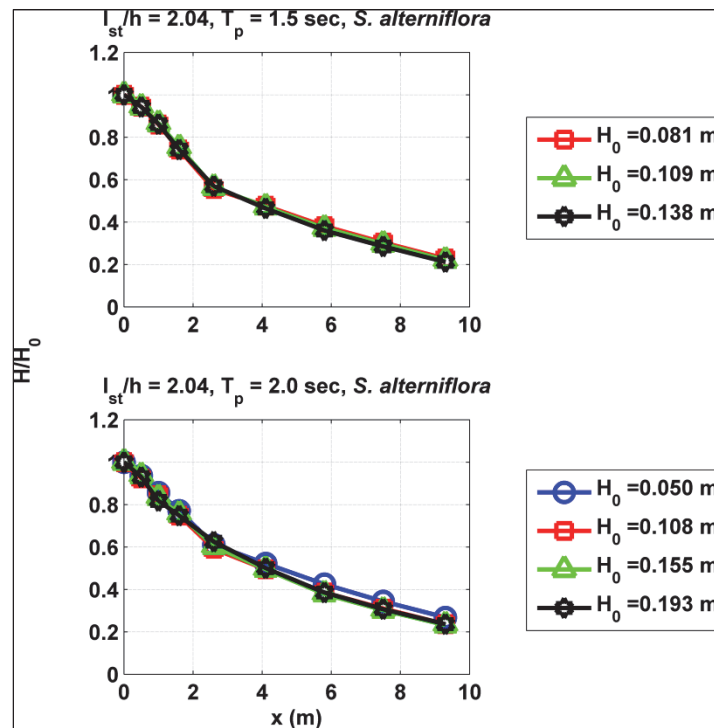 l_st/h = 2.04, T_p = 1.5 sec, S. alterniflora
1.2
1
0.8
0.6
0.4
0.2
0
0 2 4 6 8 10
H_0 =0.081 m
H_0 =0.109 m
H_0 =0.138 m
H/H_0
l_st/h = 2.04, T_p = 2.0 sec, S. alterniflora
1.2
1
0.8
0.6
0.4
0.2
0
0 2 4 6 8 10
x (m)
H_0 =0.050 m
H_0 =0.108 m
H_0 =0.155 m
H_0 =0.193 m